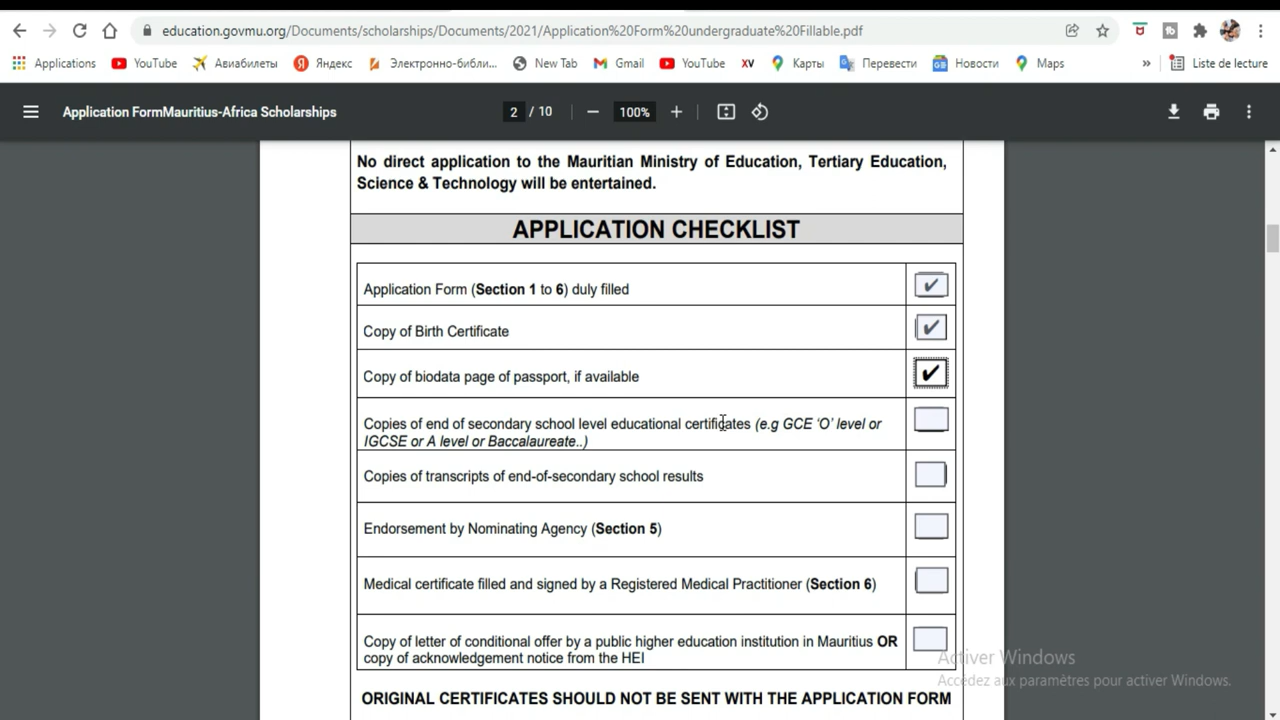 education.govmu.org/Documents/scholarships/Documents/2021/Application%20Form%20undergraduate%20Fillable.pdf
Applications YouTube Авиабилеты Яндекс Электронно-библи... New Tab Gmail YouTube XV Карты Перевести Новости Maps » Liste de lecture
Application FormMauritius-Africa Scholarships 2 / 10 100%
No direct application to the Mauritian Ministry of Education, Tertiary Education,
Science & Technology will be entertained.
APPLICATION CHECKLIST
Application Form (Section 1 to 6) duly filled
Copy of Birth Certificate
Copy of biodata page of passport, if available
Copies of end of secondary school level educational certificates (e.g GCE ‘O’ level or
IGCSE or A level or Baccalaureate..)
Copies of transcripts of end-of-secondary school results
Endorsement by Nominating Agency (Section 5)
Medical certificate filled and signed by a Registered Medical Practitioner (Section 6)
Copy of letter of conditional offer by a public higher education institution in Mauritius OR
copy of acknowledgement notice from the HEI
Activer Windows
Accédez aux paramètres pour activer Windows.
ORIGINAL CERTIFICATES SHOULD NOT BE SENT WITH THE APPLICATION FORM